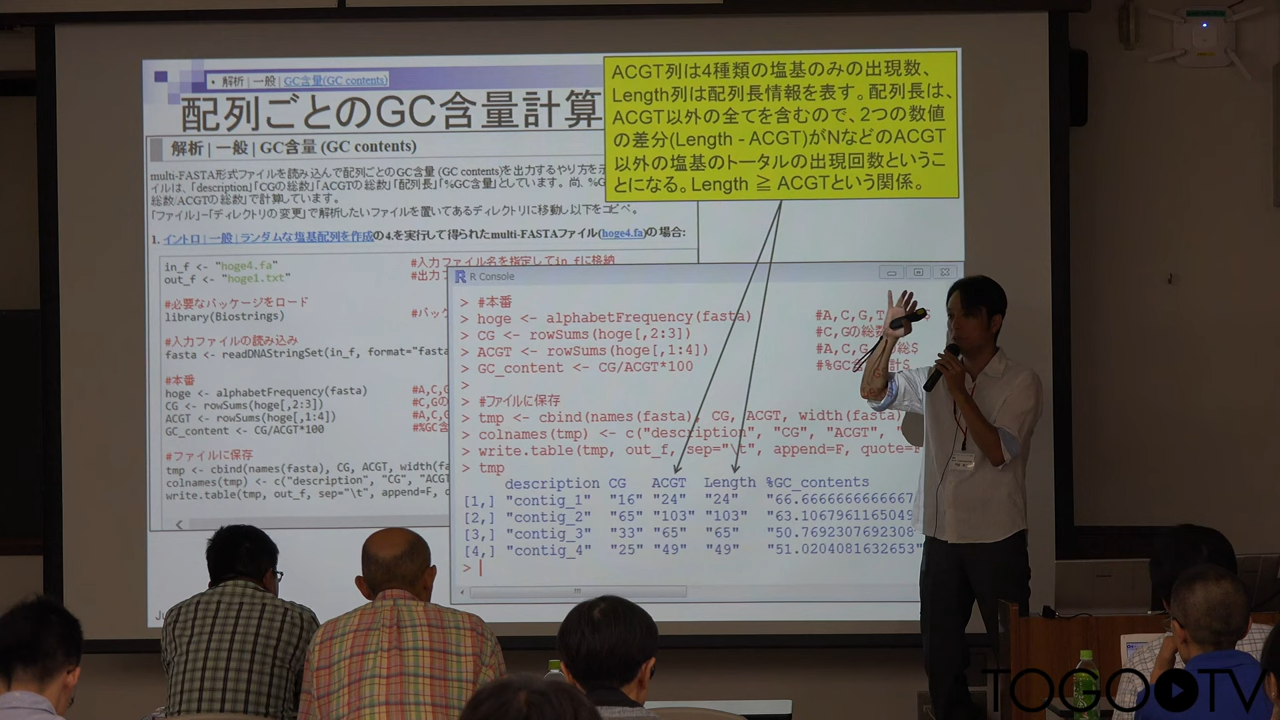 ・ 解析 | 一般 | GC含量(GC contents)
配列ごとのGC含量計算
ACGT列は4種類の塩基のみの出現数、
Length列は配列長情報を表す。配列長は、
ACGT以外の全てを含むので、2つの数値
の差分(Length - ACGT)がNなどのACGT
以外の塩基のトータルの出現回数というこ
とになる。Length ≧ ACGTという関係。
解析 | 一般 | GC含量 (GC contents)
multi-FASTA形式ファイルを読み込んで配列ごとのGC含量 (GC contents)を出力するやり方を示
イルは、「description」「CGの総数」「ACGTの総数」「配列長」「%GC含量」としています。尚、%G
総数/ACGTの総数」で計算しています。
「ファイル」-「ディレクトリの変更」で解析したいファイルを置いてあるディレクトリに移動し以下をコピペ。
1. イントロ | 一般 | ランダムな塩基配列を作成の4.を実行して得られたmulti-FASTAファイル(hoge4.fa)の場合:
in_f <- "hoge4.fa" #入力ファイル名を指定してin_fに格納
out_f <- "hoge1.txt" #出力フ
#必要なパッケージをロード
library(Biostrings) #パッケ
#入力ファイルの読み込み
fasta <- readDNAStringSet(in_f, format="fasta
#本番
hoge <- alphabetFrequency(fasta) #A,C,G
CG <- rowSums(hoge[,2:3]) #C,Gの
ACGT <- rowSums(hoge[,1:4]) #A,C,G
GC_content <- CG/ACGT*100 #%GC含
#ファイルに保存
tmp <- cbind(names(fasta), CG, ACGT, width(fa
colnames(tmp) <- c("description", "CG", "ACGT
write.table(tmp, out_f, sep="\t", append=F, q
R Console
> #本番
> hoge <- alphabetFrequency(fasta) #A,C,G,T
> CG <- rowSums(hoge[,2:3]) #C,Gの総数
> ACGT <- rowSums(hoge[,1:4]) #A,C,G
> GC_content <- CG/ACGT*100 #%GC含
>
> #ファイルに保存
> tmp <- cbind(names(fasta), CG, ACGT, width(fasta)
> colnames(tmp) <- c("description", "CG", "ACGT", "
> write.table(tmp, out_f, sep="\t", append=F, quote=F
> tmp
description CG ACGT Length %GC_contents
[1,] "contig_1" "16" "24" "24" "66.6666666666667
[2,] "contig_2" "65" "103" "103" "63.1067961165049
[3,] "contig_3" "33" "65" "65" "50.7692307692308
[4,] "contig_4" "25" "49" "49" "51.0204081632653"
> |
TOGO TV